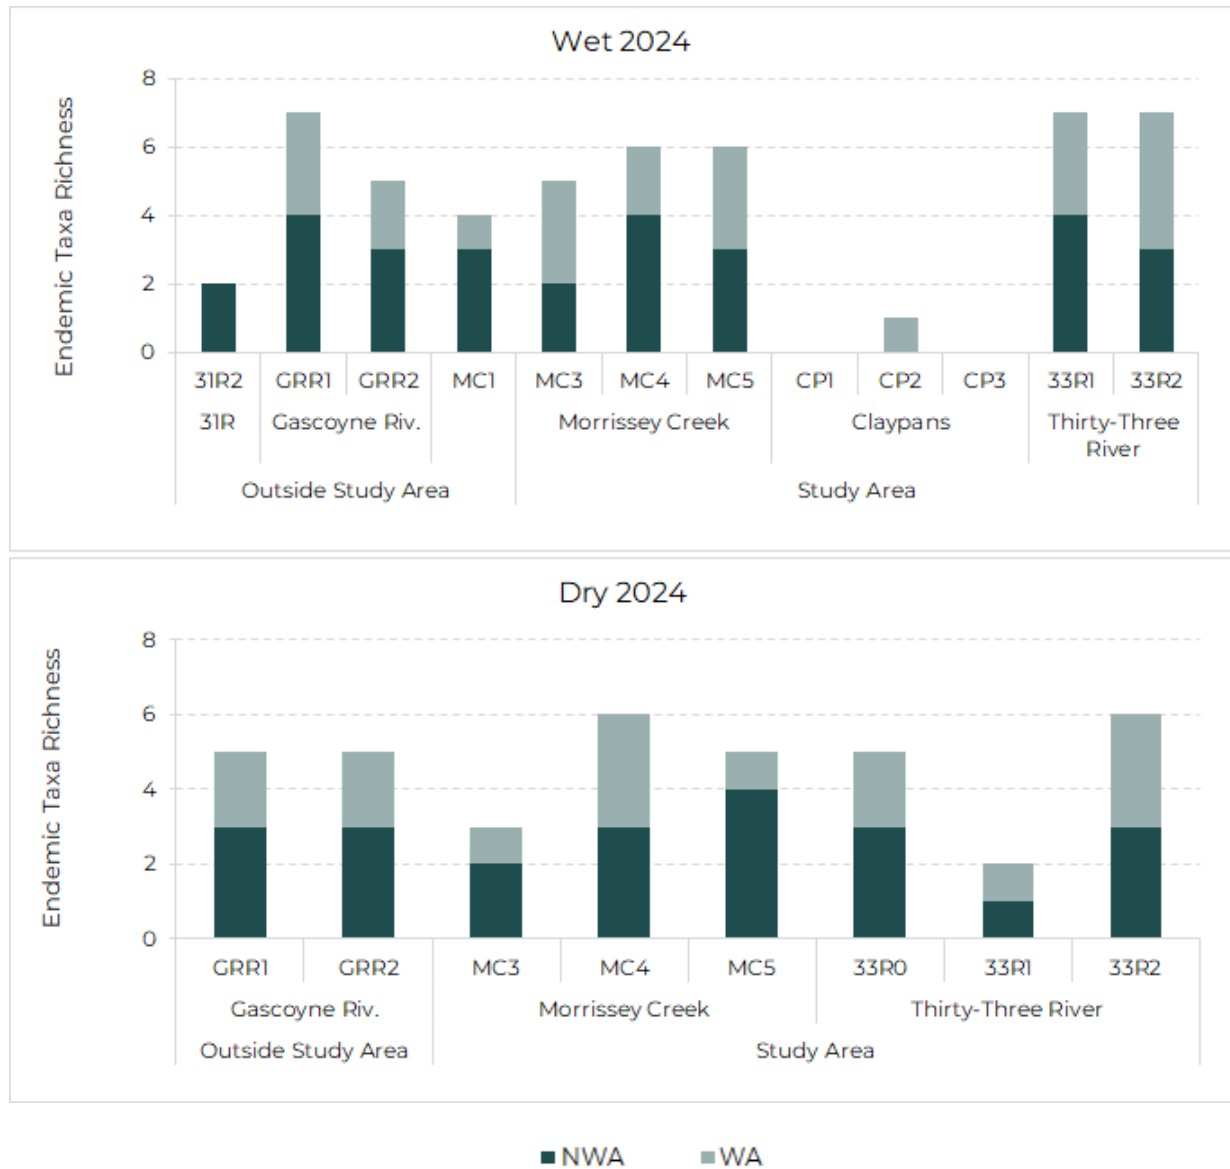 Wet 2024
Endemic Taxa Richness
8
6
4
2
0
31R2 GRR1 GRR2 MC1 MC3 MC4 MC5 CP1 CP2 CP3 33R1 33R2
31R Gascoyne Riv. Morrissey Creek Claypans Thirty-Three
River
Outside Study Area Study Area
Dry 2024
Endemic Taxa Richness
8
6
4
2
0
GRR1 GRR2 MC3 MC4 MC5 33R0 33R1 33R2
Gascoyne Riv. Morrissey Creek Thirty-Three River
Outside Study Area Study Area
NWA WA